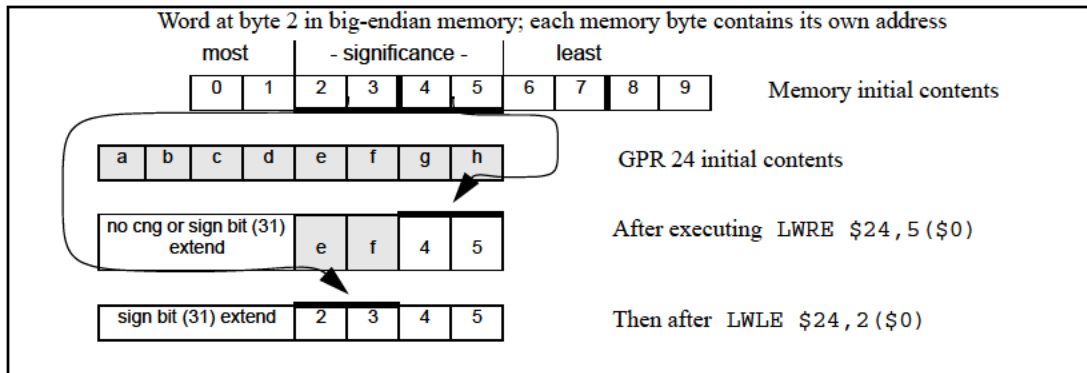 Word at byte 2 in big-endian memory; each memory byte contains its own address
most - significance - least
0 1 2 3 4 5 6 7 8 9 Memory initial contents
a b c d e f g h GPR 24 initial contents
no cng or sign bit (31)
extend e f 4 5 After executing LWRE $24,5($0)
sign bit (31) extend 2 3 4 5 Then after LWLE $24,2($0)